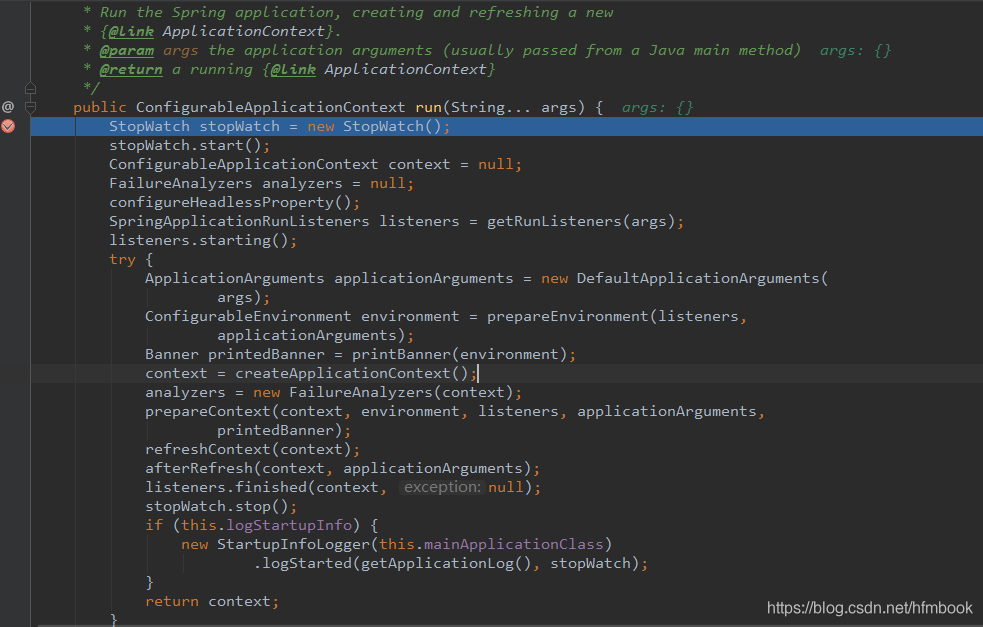 * Run the Spring application, creating and refreshing a new
* {@link ApplicationContext}.
* @param args the application arguments (usually passed from a Java main method)  args: {}
* @return a running {@link ApplicationContext}
*/
@ public ConfigurableApplicationContext run(String... args) {  args: {}
StopWatch stopWatch = new StopWatch();
stopWatch.start();
ConfigurableApplicationContext context = null;
FailureAnalyzers analyzers = null;
configureHeadlessProperty();
SpringApplicationRunListeners listeners = getRunListeners(args);
listeners.starting();
try {
ApplicationArguments applicationArguments = new DefaultApplicationArguments(
args);
ConfigurableEnvironment environment = prepareEnvironment(listeners,
applicationArguments);
Banner printedBanner = printBanner(environment);
context = createApplicationContext();
analyzers = new FailureAnalyzers(context);
prepareContext(context, environment, listeners, applicationArguments,
printedBanner);
refreshContext(context);
afterRefresh(context, applicationArguments);
listeners.finished(context, exception: null);
stopWatch.stop();
if (this.logStartupInfo) {
new StartupInfoLogger(this.mainApplicationClass)
.logStarted(getApplicationLog(), stopWatch);
}
return context;
}
https://blog.csdn.net/hfmbook